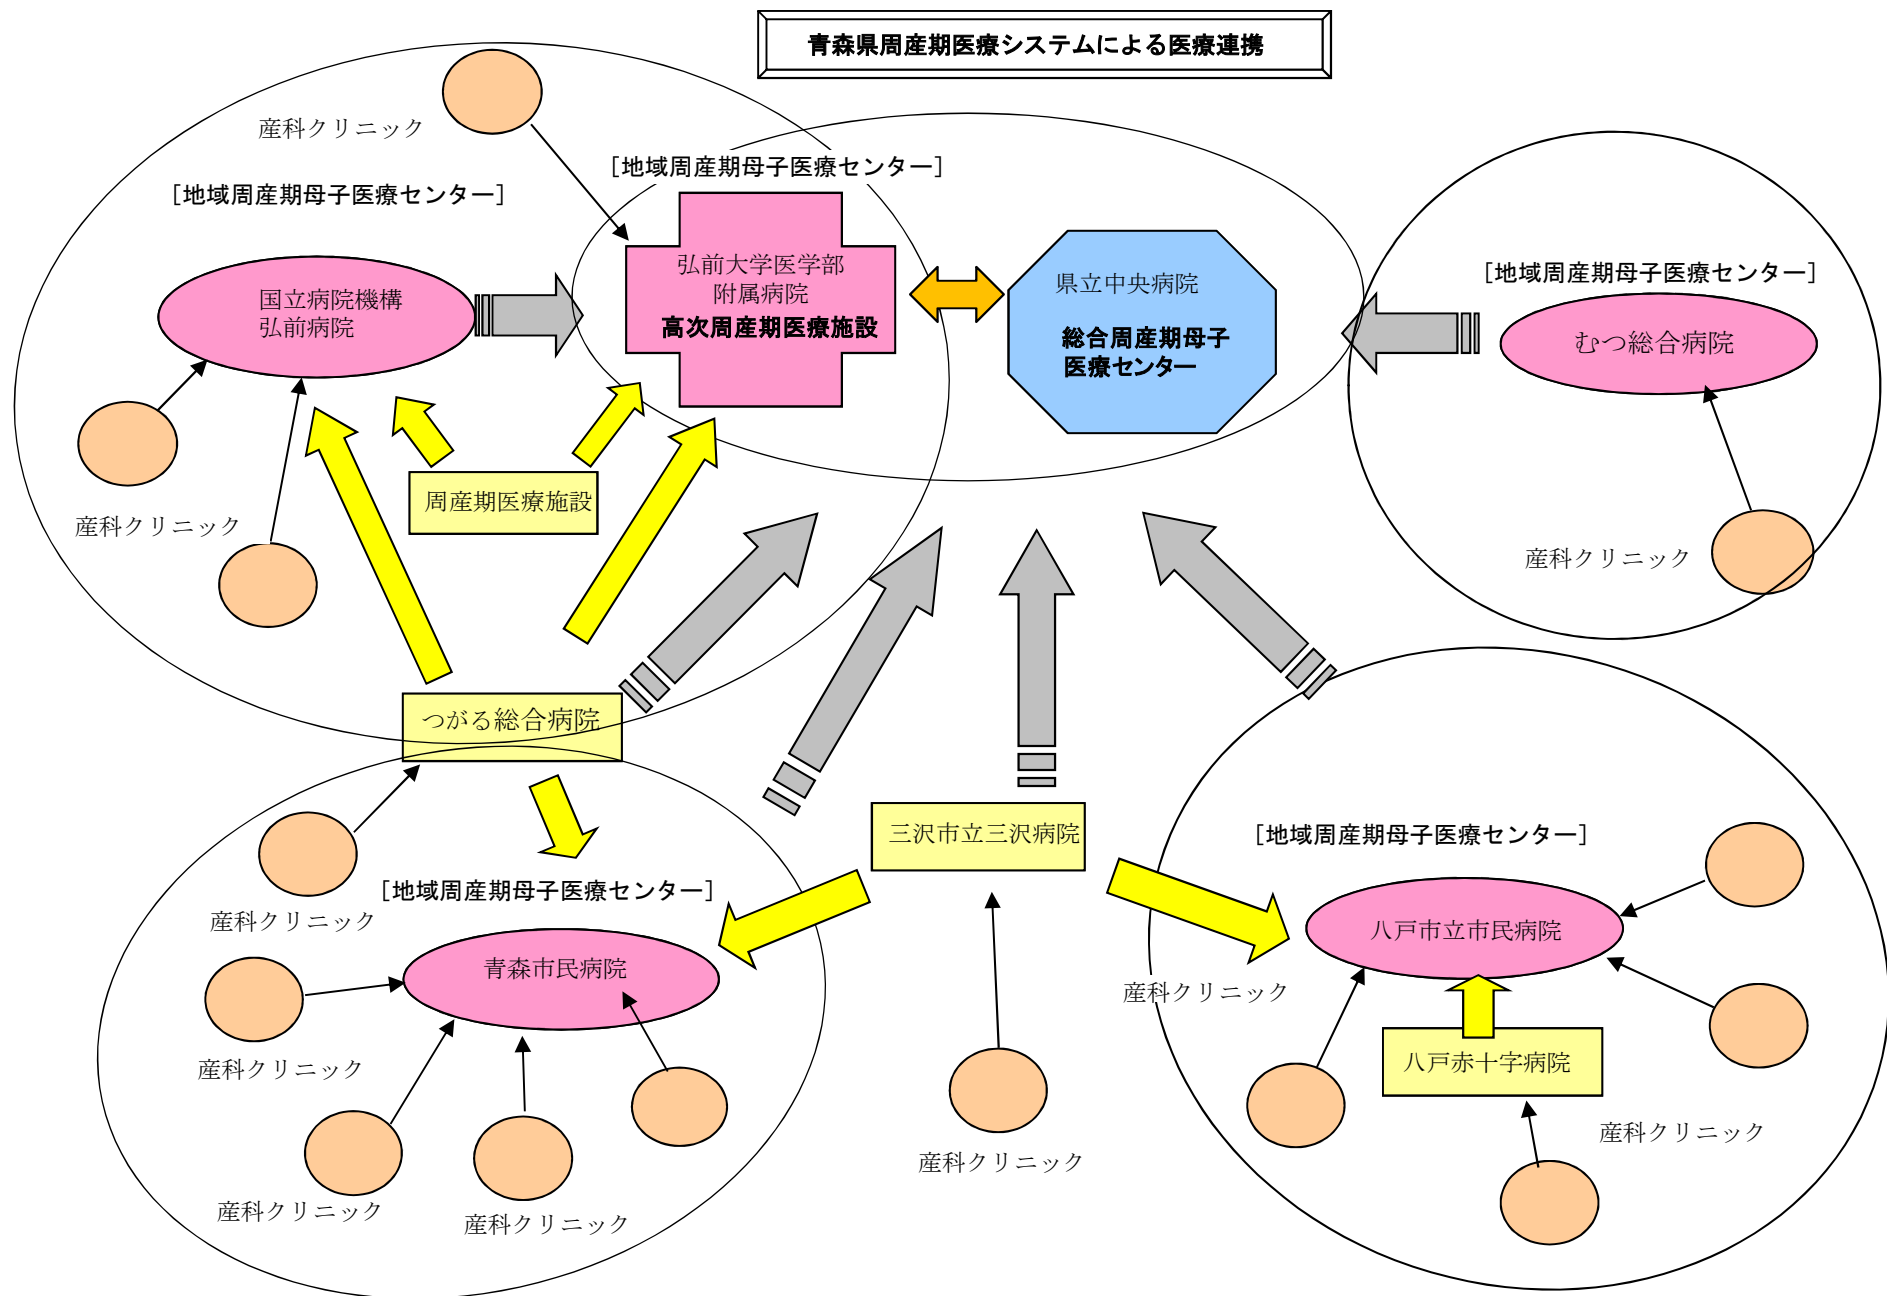 青森県周産期医療システムによる医療連携
産科クリニック
［地域周産期母子医療センター］
［地域周産期母子医療センター］
国立病院機構
弘前病院
弘前大学医学部
附属病院
高次周産期医療施設
県立中央病院
総合周産期母子
医療センター
［地域周産期母子医療センター］
むつ総合病院
周産期医療施設
産科クリニック
産科クリニック
つがる総合病院
三沢市立三沢病院
［地域周産期母子医療センター］
［地域周産期母子医療センター］
産科クリニック
青森市民病院
八戸市立市民病院
産科クリニック
産科クリニック
八戸赤十字病院
産科クリニック
産科クリニック
産科クリニック
産科クリニック